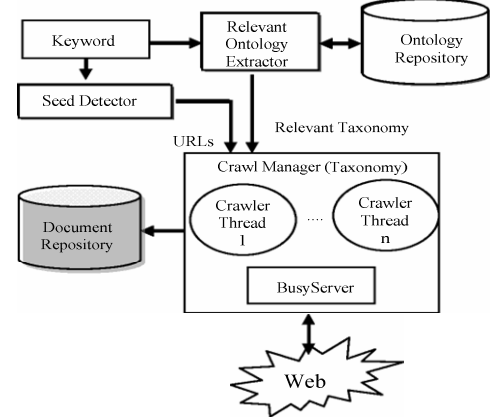 Keyword
Relevant
Ontology
Extractor
Ontology
Repository
Seed Detector
URLs
Relevant Taxonomy
Crawl Manager (Taxonomy)
Crawler
Thread
1
....
Crawler
Thread
n
Document
Repository
BusyServer
Web